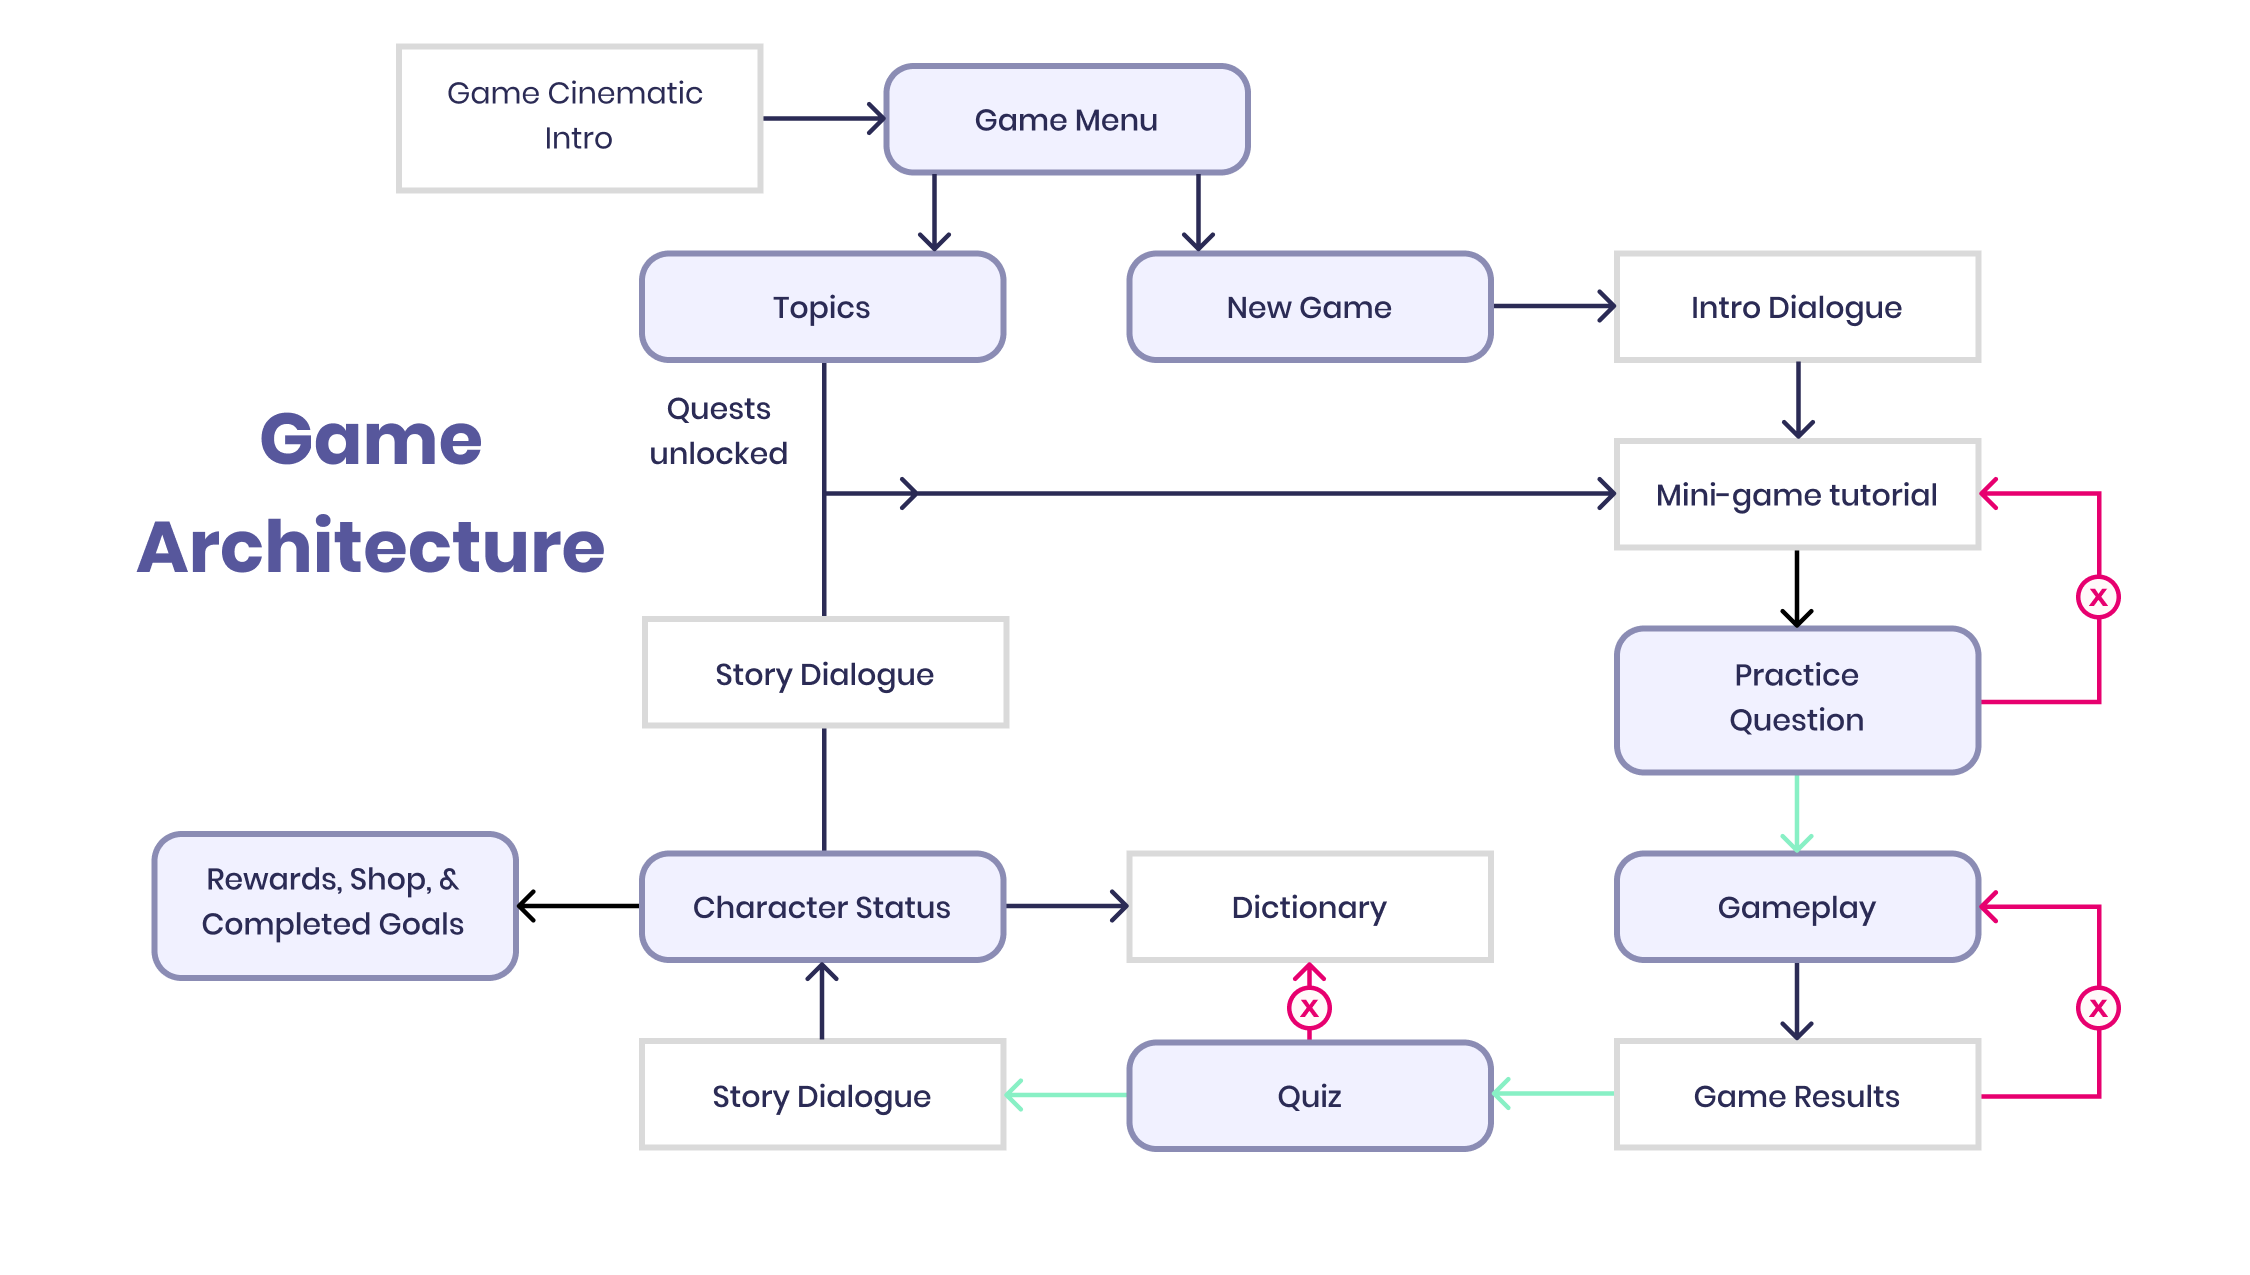 Game Cinematic
Intro
Game Menu
Topics
New Game
Intro Dialogue
Quests
unlocked
Game
Architecture
Mini-game tutorial
x
Practice
Question
Story Dialogue
Rewards, Shop, &
Completed Goals
Character Status
Dictionary
Gameplay
x
x
Story Dialogue
Quiz
Game Results